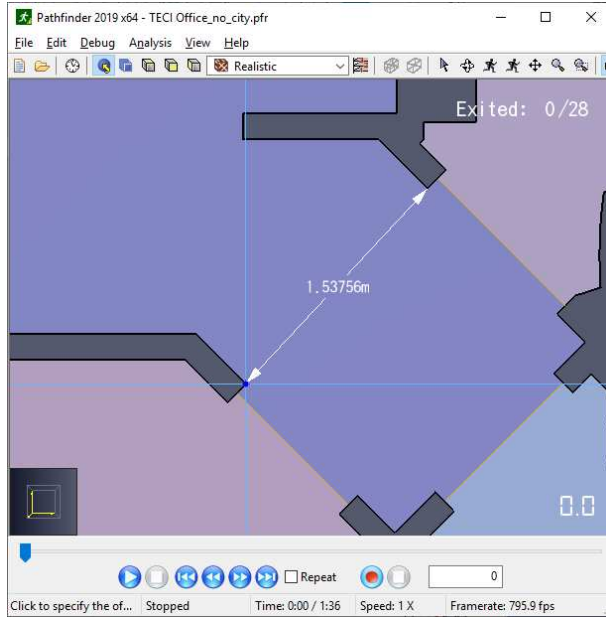 Pathfinder 2019 x64 - TECI Office_no_city.pfr
File Edit Debug Analysis View Help
Realistic
Exited: 0/28
1.53756m
0.0
Repeat
0
Click to specify the of... Stopped Time: 0:00 / 1:36 Speed: 1 X Framerate: 795.9 fps